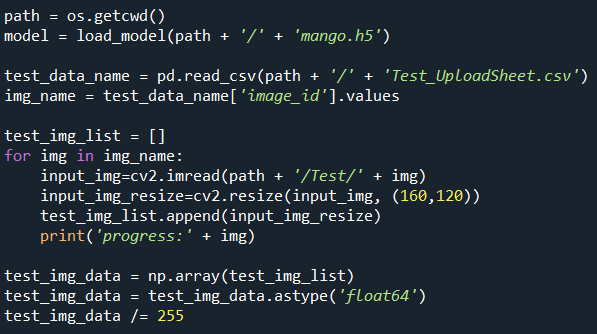 path = os.getcwd()
model = load_model(path + '/' + 'mango.h5')
test_data_name = pd.read_csv(path + '/' + 'Test_UploadSheet.csv')
img_name = test_data_name['image_id'].values
test_img_list = []
for img in img_name:
    input_img=cv2.imread(path + '/Test/' + img)
    input_img_resize=cv2.resize(input_img, (160,120))
    test_img_list.append(input_img_resize)
    print('progress:' + img)
test_img_data = np.array(test_img_list)
test_img_data = test_img_data.astype('float64')
test_img_data /= 255